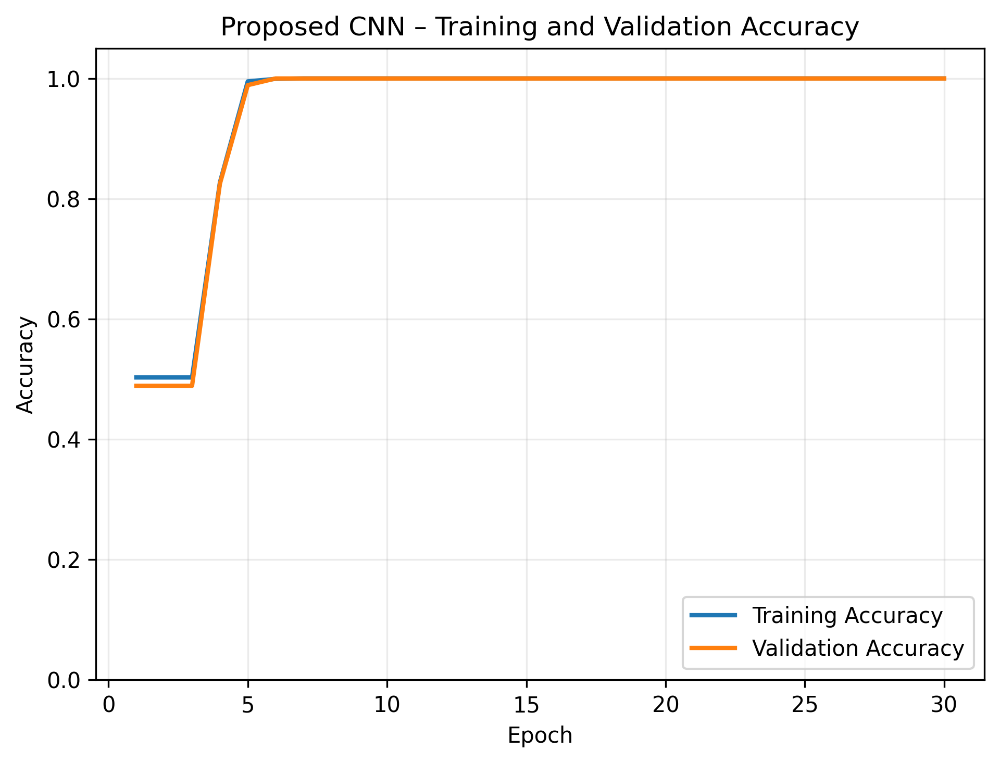 Proposed CNN – Training and Validation Accuracy
1.0
0.8
0.6
0.4
0.2
0.0
Accuracy
0 5 10 15 20 25 30
Epoch
Training Accuracy
Validation Accuracy